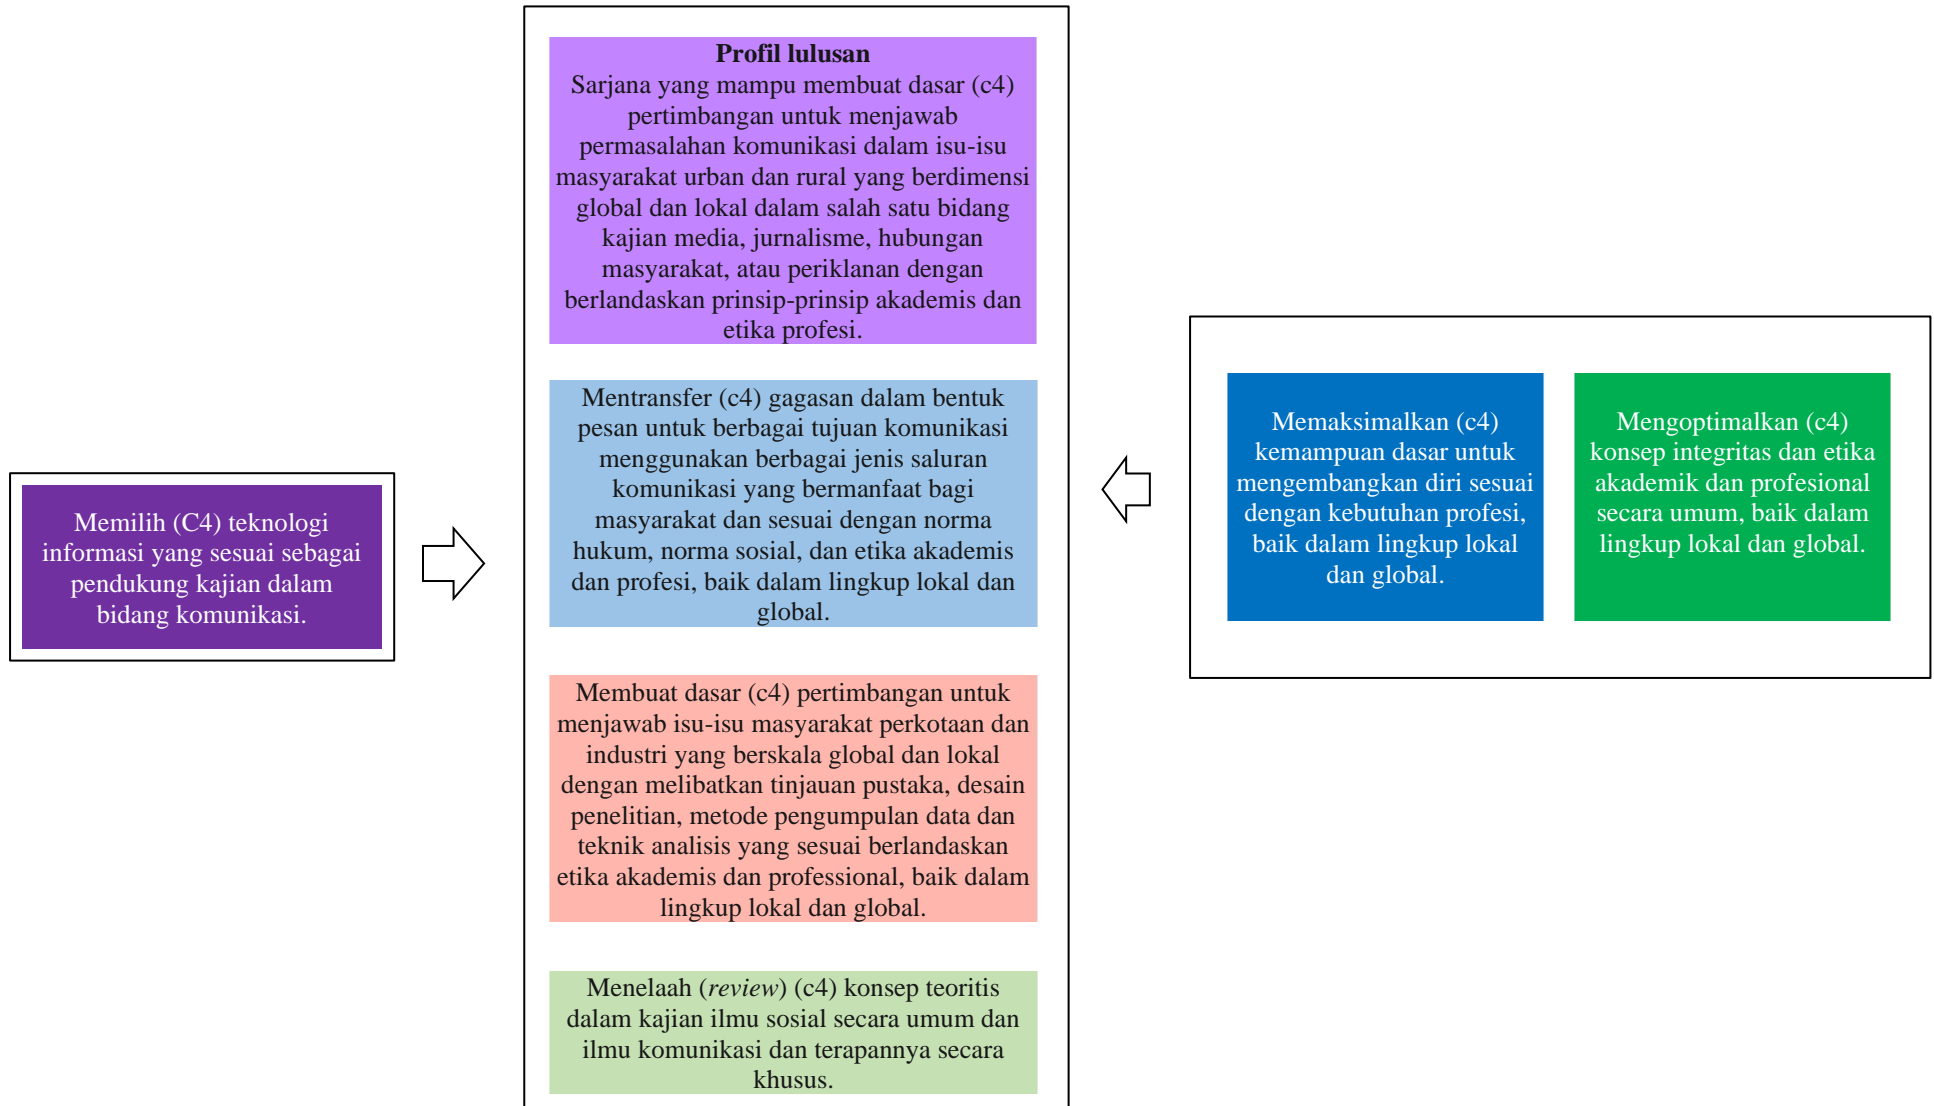 Profil lulusan
Sarjana yang mampu membuat dasar (c4)
pertimbangan untuk menjawab
permasalahan komunikasi dalam isu-isu
masyarakat urban dan rural yang berdimensi
global dan lokal dalam salah satu bidang
kajian media, jurnalisme, hubungan
masyarakat, atau periklanan dengan
berlandaskan prinsip-prinsip akademis dan
etika profesi.
Mentransfer (c4) gagasan dalam bentuk
pesan untuk berbagai tujuan komunikasi
menggunakan berbagai jenis saluran
komunikasi yang bermanfaat bagi
masyarakat dan sesuai dengan norma
hukum, norma sosial, dan etika akademis
dan profesi, baik dalam lingkup lokal dan
global.
Membuat dasar (c4) pertimbangan untuk
menjawab isu-isu masyarakat perkotaan dan
industri yang berskala global dan lokal
dengan melibatkan tinjauan pustaka, desain
penelitian, metode pengumpulan data dan
teknik analisis yang sesuai berlandaskan
etika akademis dan professional, baik dalam
lingkup lokal dan global.
Menelaah (review) (c4) konsep teoritis
dalam kajian ilmu sosial secara umum dan
ilmu komunikasi dan terapannya secara
khusus.
Memilih (C4) teknologi
informasi yang sesuai sebagai
pendukung kajian dalam
bidang komunikasi.
Memaksimalkan (c4)
kemampuan dasar untuk
mengembangkan diri sesuai
dengan kebutuhan profesi,
baik dalam lingkup lokal
dan global.
Mengoptimalkan (c4)
konsep integritas dan etika
akademik dan profesional
secara umum, baik dalam
lingkup lokal dan global.